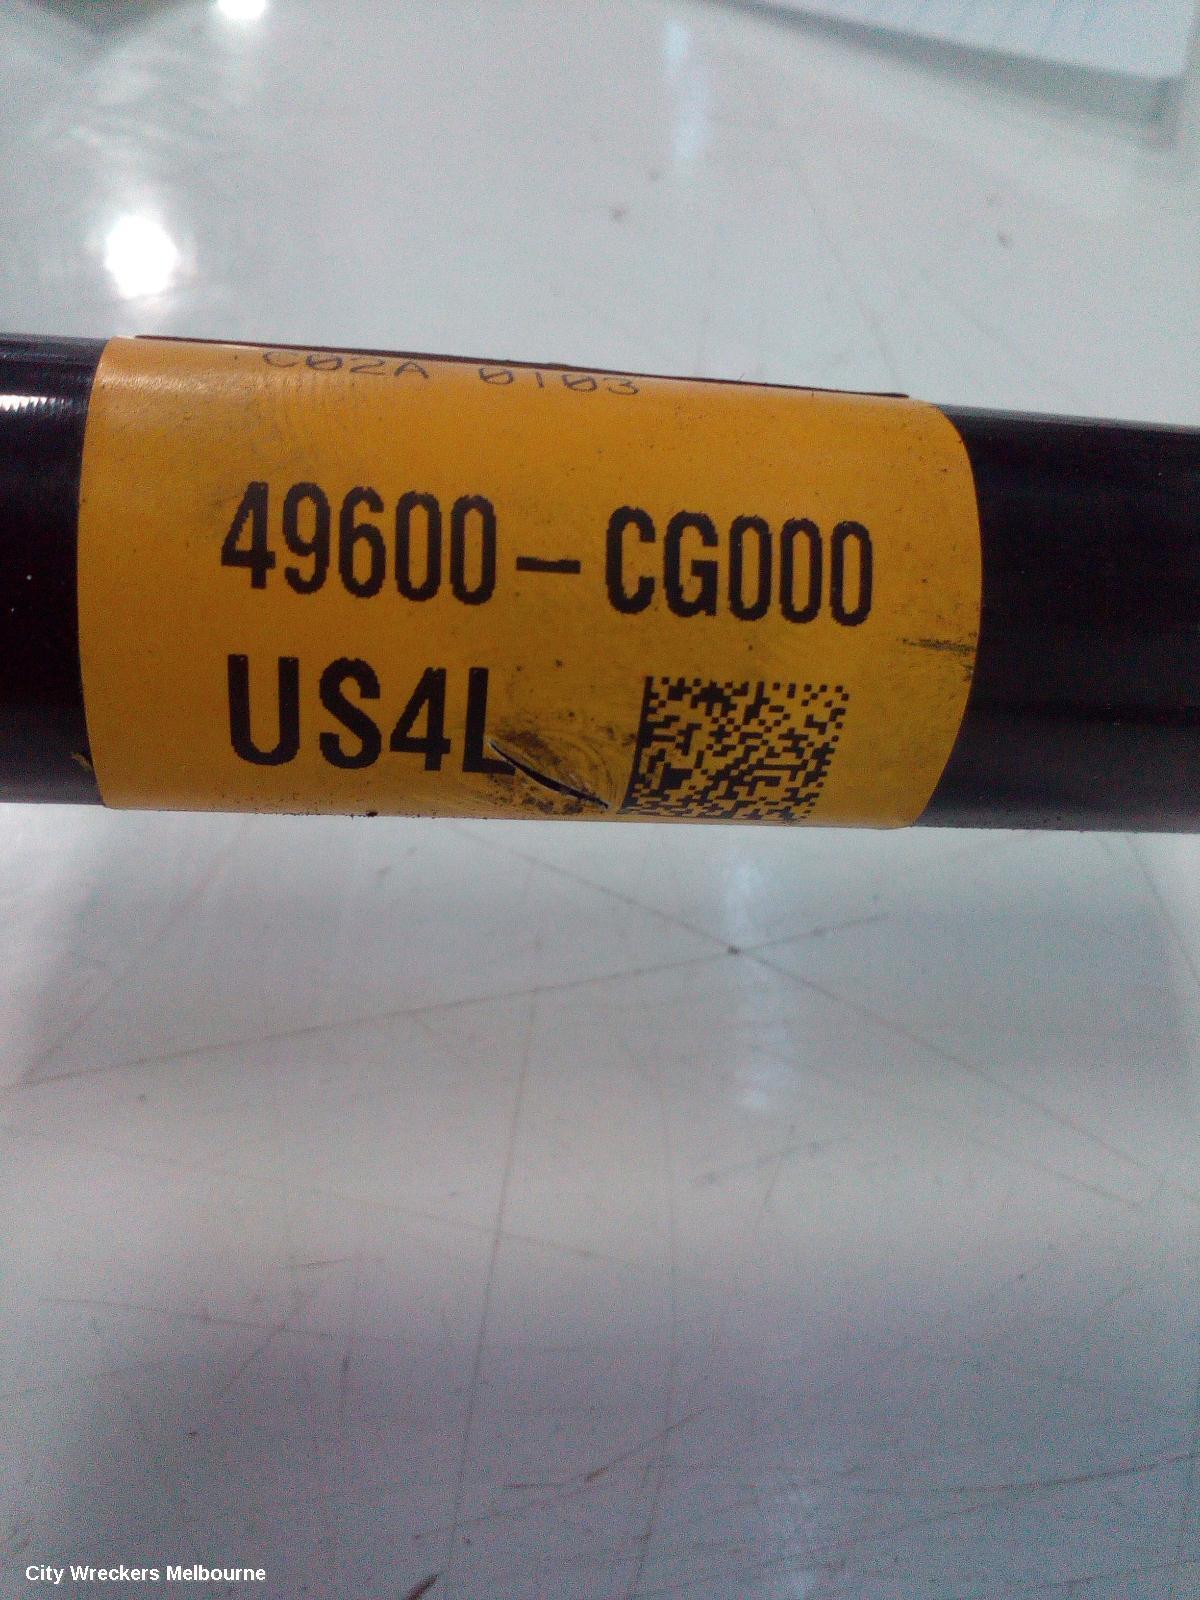 C02A 0103
49600-CG000
US4L
City Wreckers Melbourne